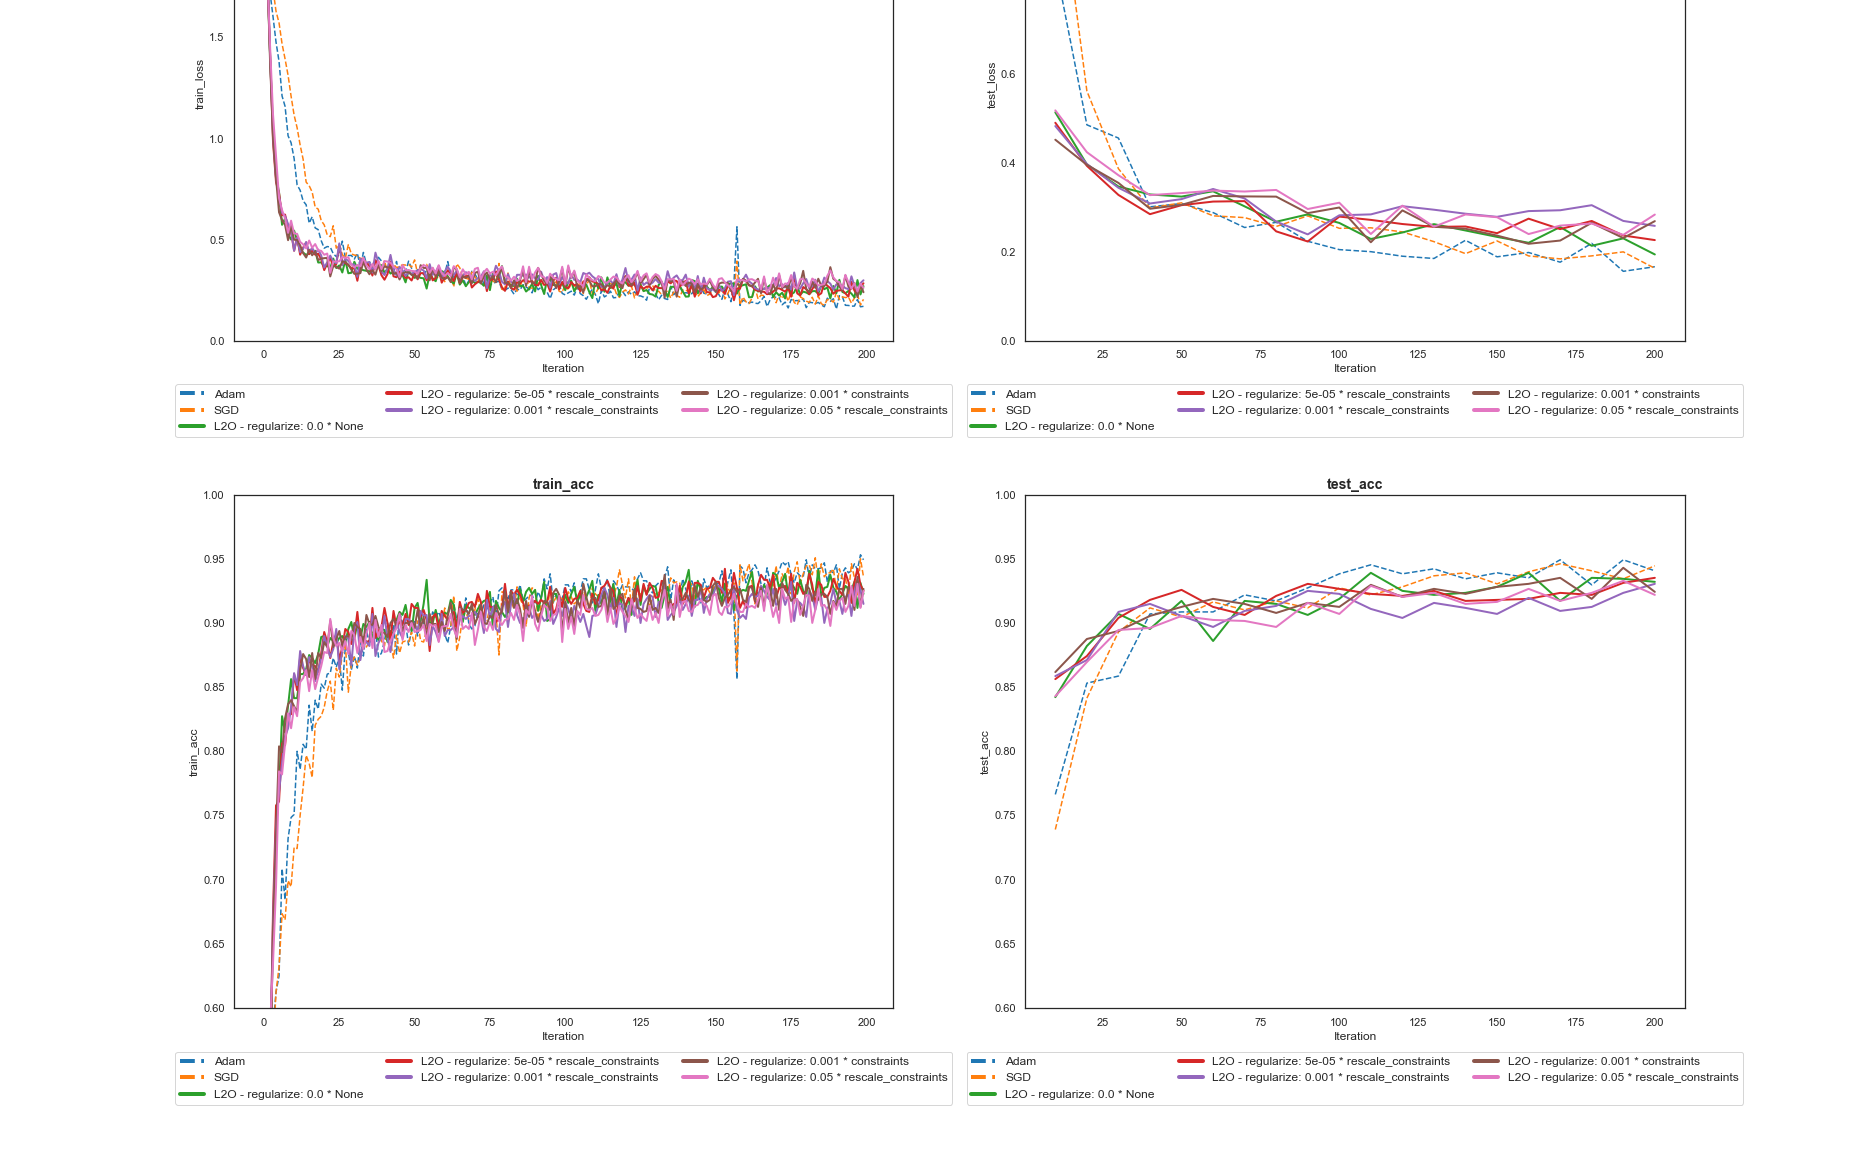 1.5
1.0
0.5
0.0
train_loss
0 25 50 75 100 125 150 175 200
Iteration
Adam
SGD
L2O - regularize: 0.0 * None
L2O - regularize: 5e-05 * rescale_constraints
L2O - regularize: 0.001 * rescale_constraints
L2O - regularize: 0.001 * constraints
L2O - regularize: 0.05 * rescale_constraints
0.6
0.4
0.2
0.0
test_loss
25 50 75 100 125 150 175 200
Iteration
Adam
SGD
L2O - regularize: 0.0 * None
L2O - regularize: 5e-05 * rescale_constraints
L2O - regularize: 0.001 * rescale_constraints
L2O - regularize: 0.001 * constraints
L2O - regularize: 0.05 * rescale_constraints
train_acc
1.00
0.95
0.90
0.85
0.80
0.75
0.70
0.65
0.60
train_acc
0 25 50 75 100 125 150 175 200
Iteration
Adam
SGD
L2O - regularize: 0.0 * None
L2O - regularize: 5e-05 * rescale_constraints
L2O - regularize: 0.001 * rescale_constraints
L2O - regularize: 0.001 * constraints
L2O - regularize: 0.05 * rescale_constraints
test_acc
1.00
0.95
0.90
0.85
0.80
0.75
0.70
0.65
0.60
test_acc
25 50 75 100 125 150 175 200
Iteration
Adam
SGD
L2O - regularize: 0.0 * None
L2O - regularize: 5e-05 * rescale_constraints
L2O - regularize: 0.001 * rescale_constraints
L2O - regularize: 0.001 * constraints
L2O - regularize: 0.05 * rescale_constraints